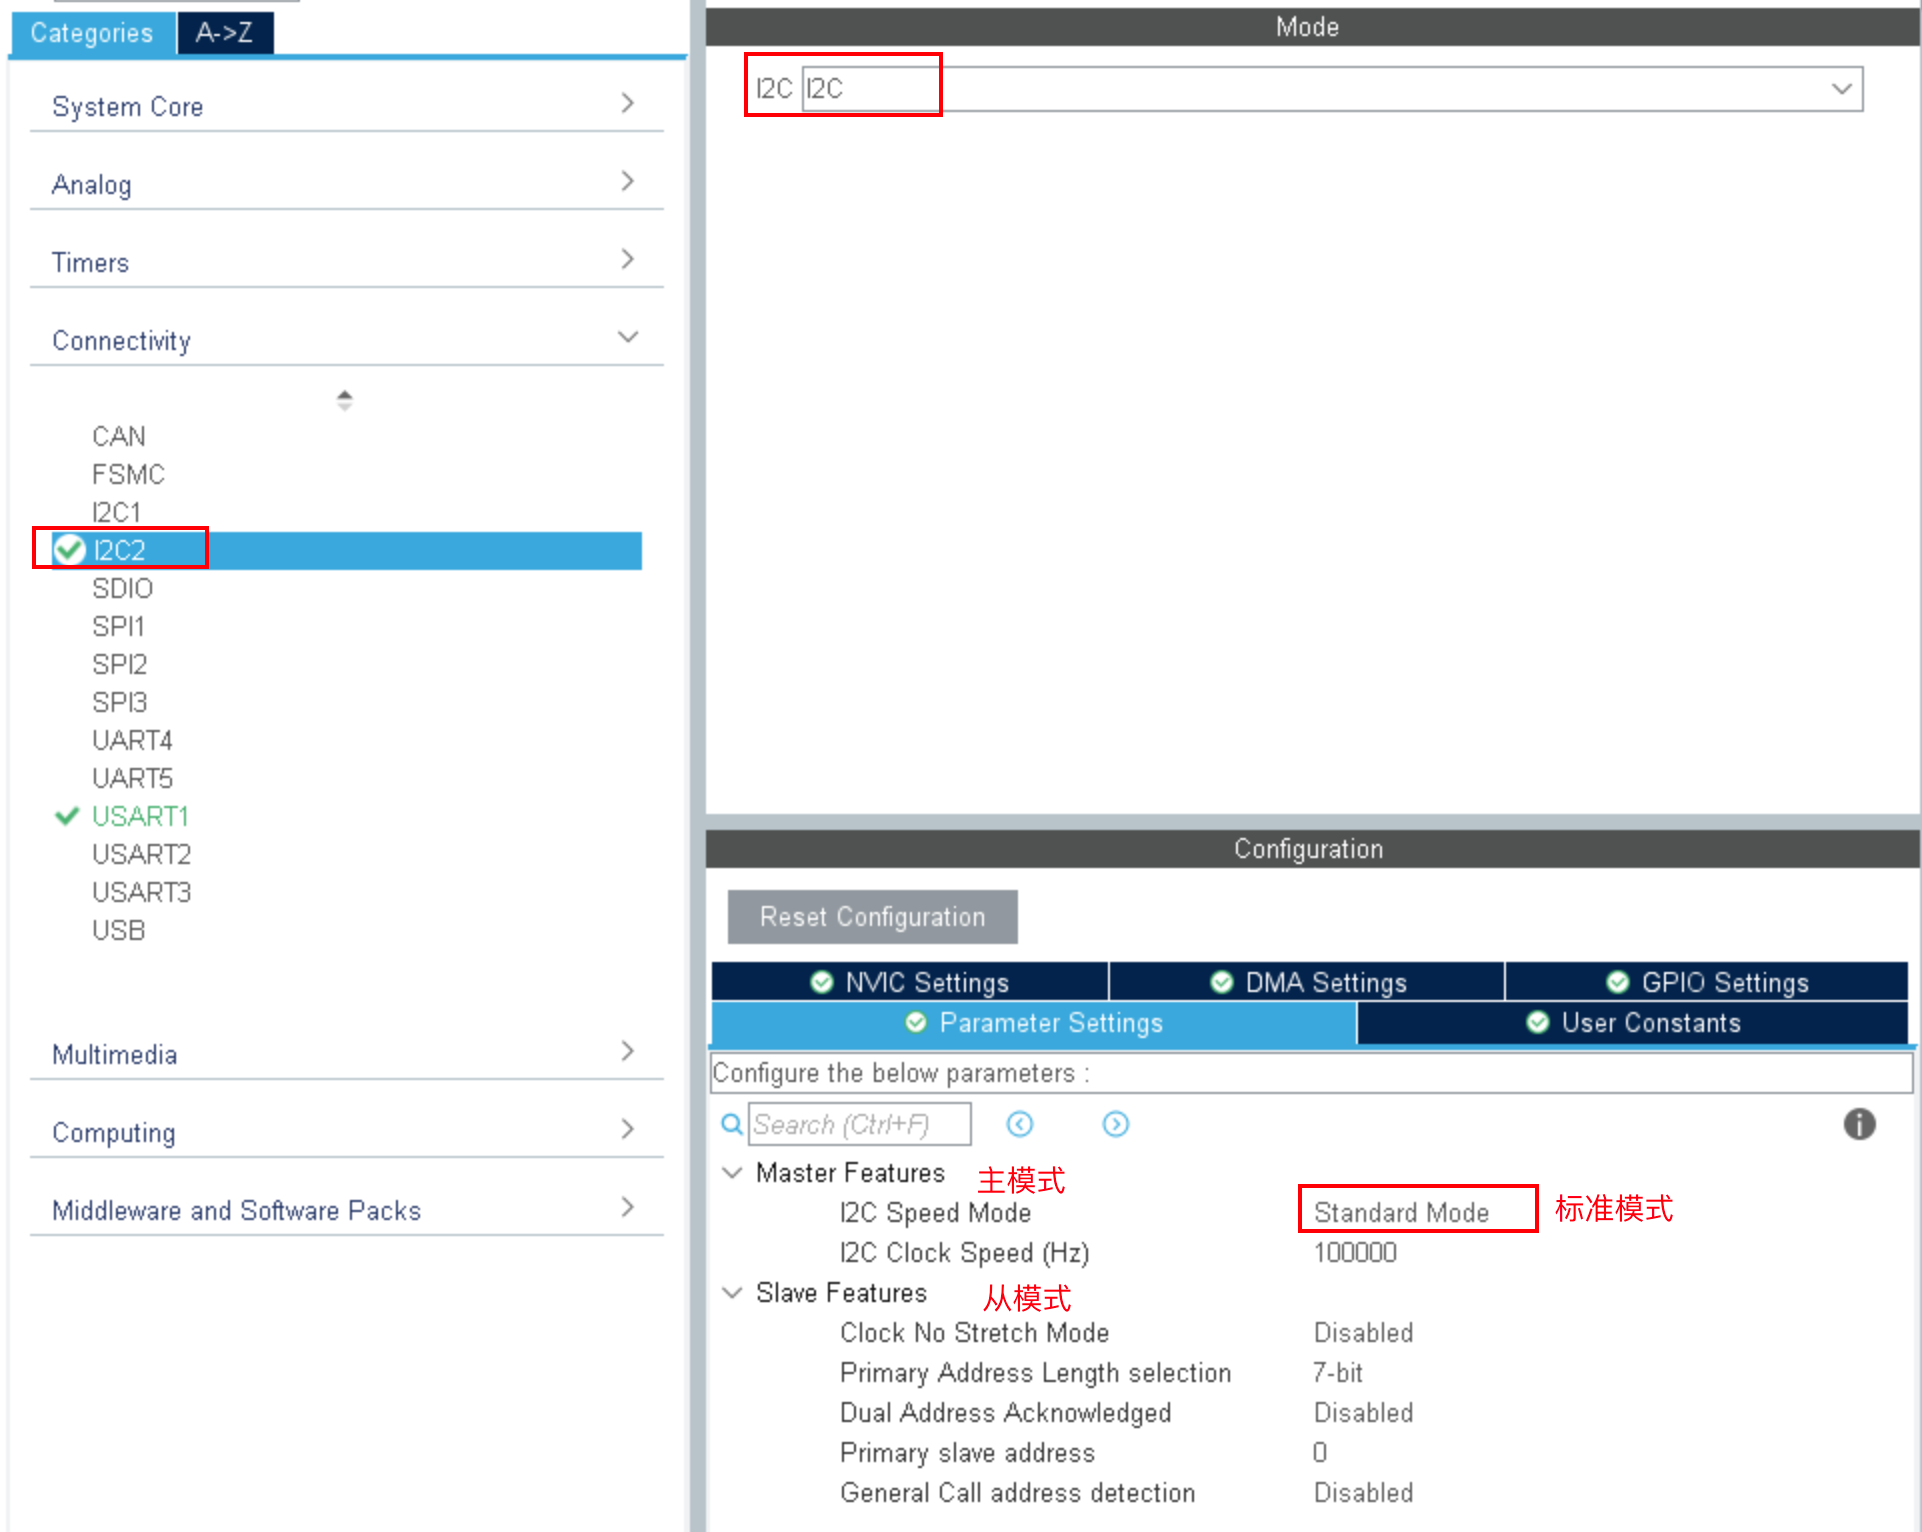 Categories A->Z
System Core
Analog
Timers
Connectivity
CAN
FSMC
I2C1
I2C2
SDIO
SPI1
SPI2
SPI3
UART4
UART5
USART1
USART2
USART3
USB
Multimedia
Computing
Middleware and Software Packs
Mode
I2C I2C
Configuration
Reset Configuration
NVIC Settings DMA Settings GPIO Settings
Parameter Settings User Constants
Configure the below parameters :
Search (Ctrl+F)
Master Features 主模式
I2C Speed Mode Standard Mode 标准模式
I2C Clock Speed (Hz) 100000
Slave Features 从模式
Clock No Stretch Mode Disabled
Primary Address Length selection 7-bit
Dual Address Acknowledged Disabled
Primary slave address 0
General Call address detection Disabled